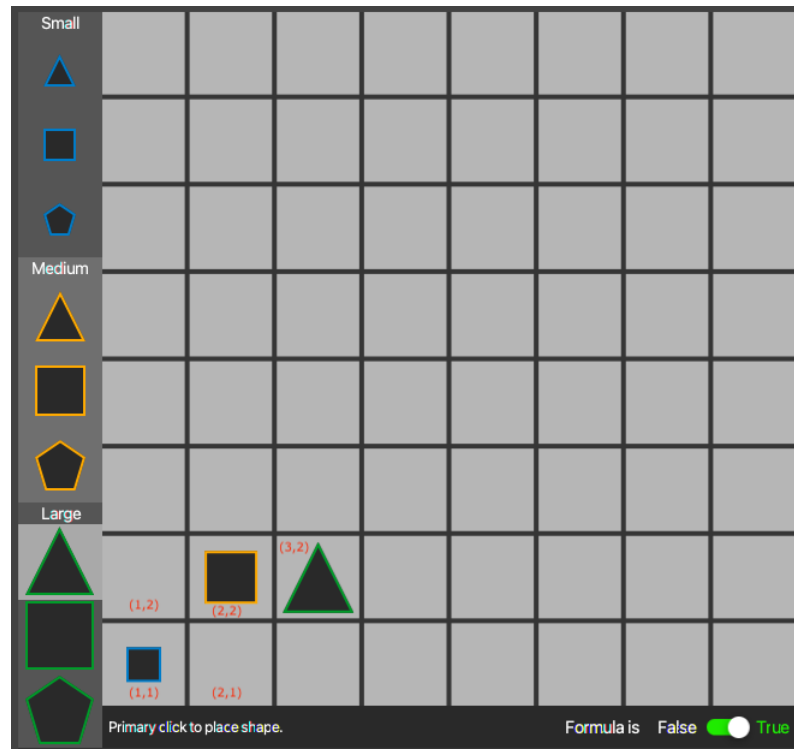 Small
Medium
Large
(3,2)
(1,2)
(2,2)
(1,1)
(2,1)
Primary click to place shape.
Formula is False True